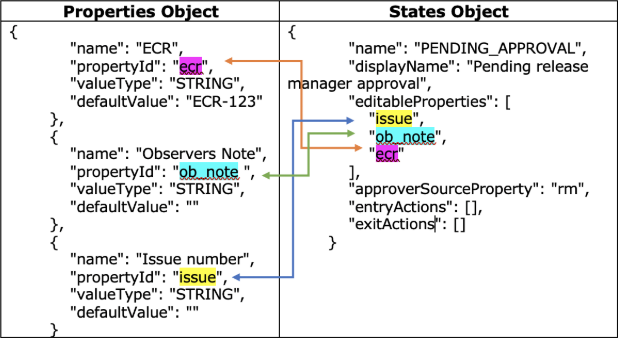 Properties Object
{
"name": "ECR",
"propertyId": "ecr",
"valueType": "STRING",
"defaultValue": "ECR-123"
},
{
"name": "Observers Note",
"propertyId": "ob_note ",
"valueType": "STRING",
"defaultValue": ""
},
{
"name": "Issue number",
"propertyId": "issue",
"valueType": "STRING",
"defaultValue": ""
}
States Object
{
"name": "PENDING_APPROVAL",
"displayName": "Pending release
manager approval",
"editableProperties": [
"issue",
"ob_note",
"ecr"
],
"approverSourceProperty": "rm",
"entryActions": [],
"exitActions": []
}